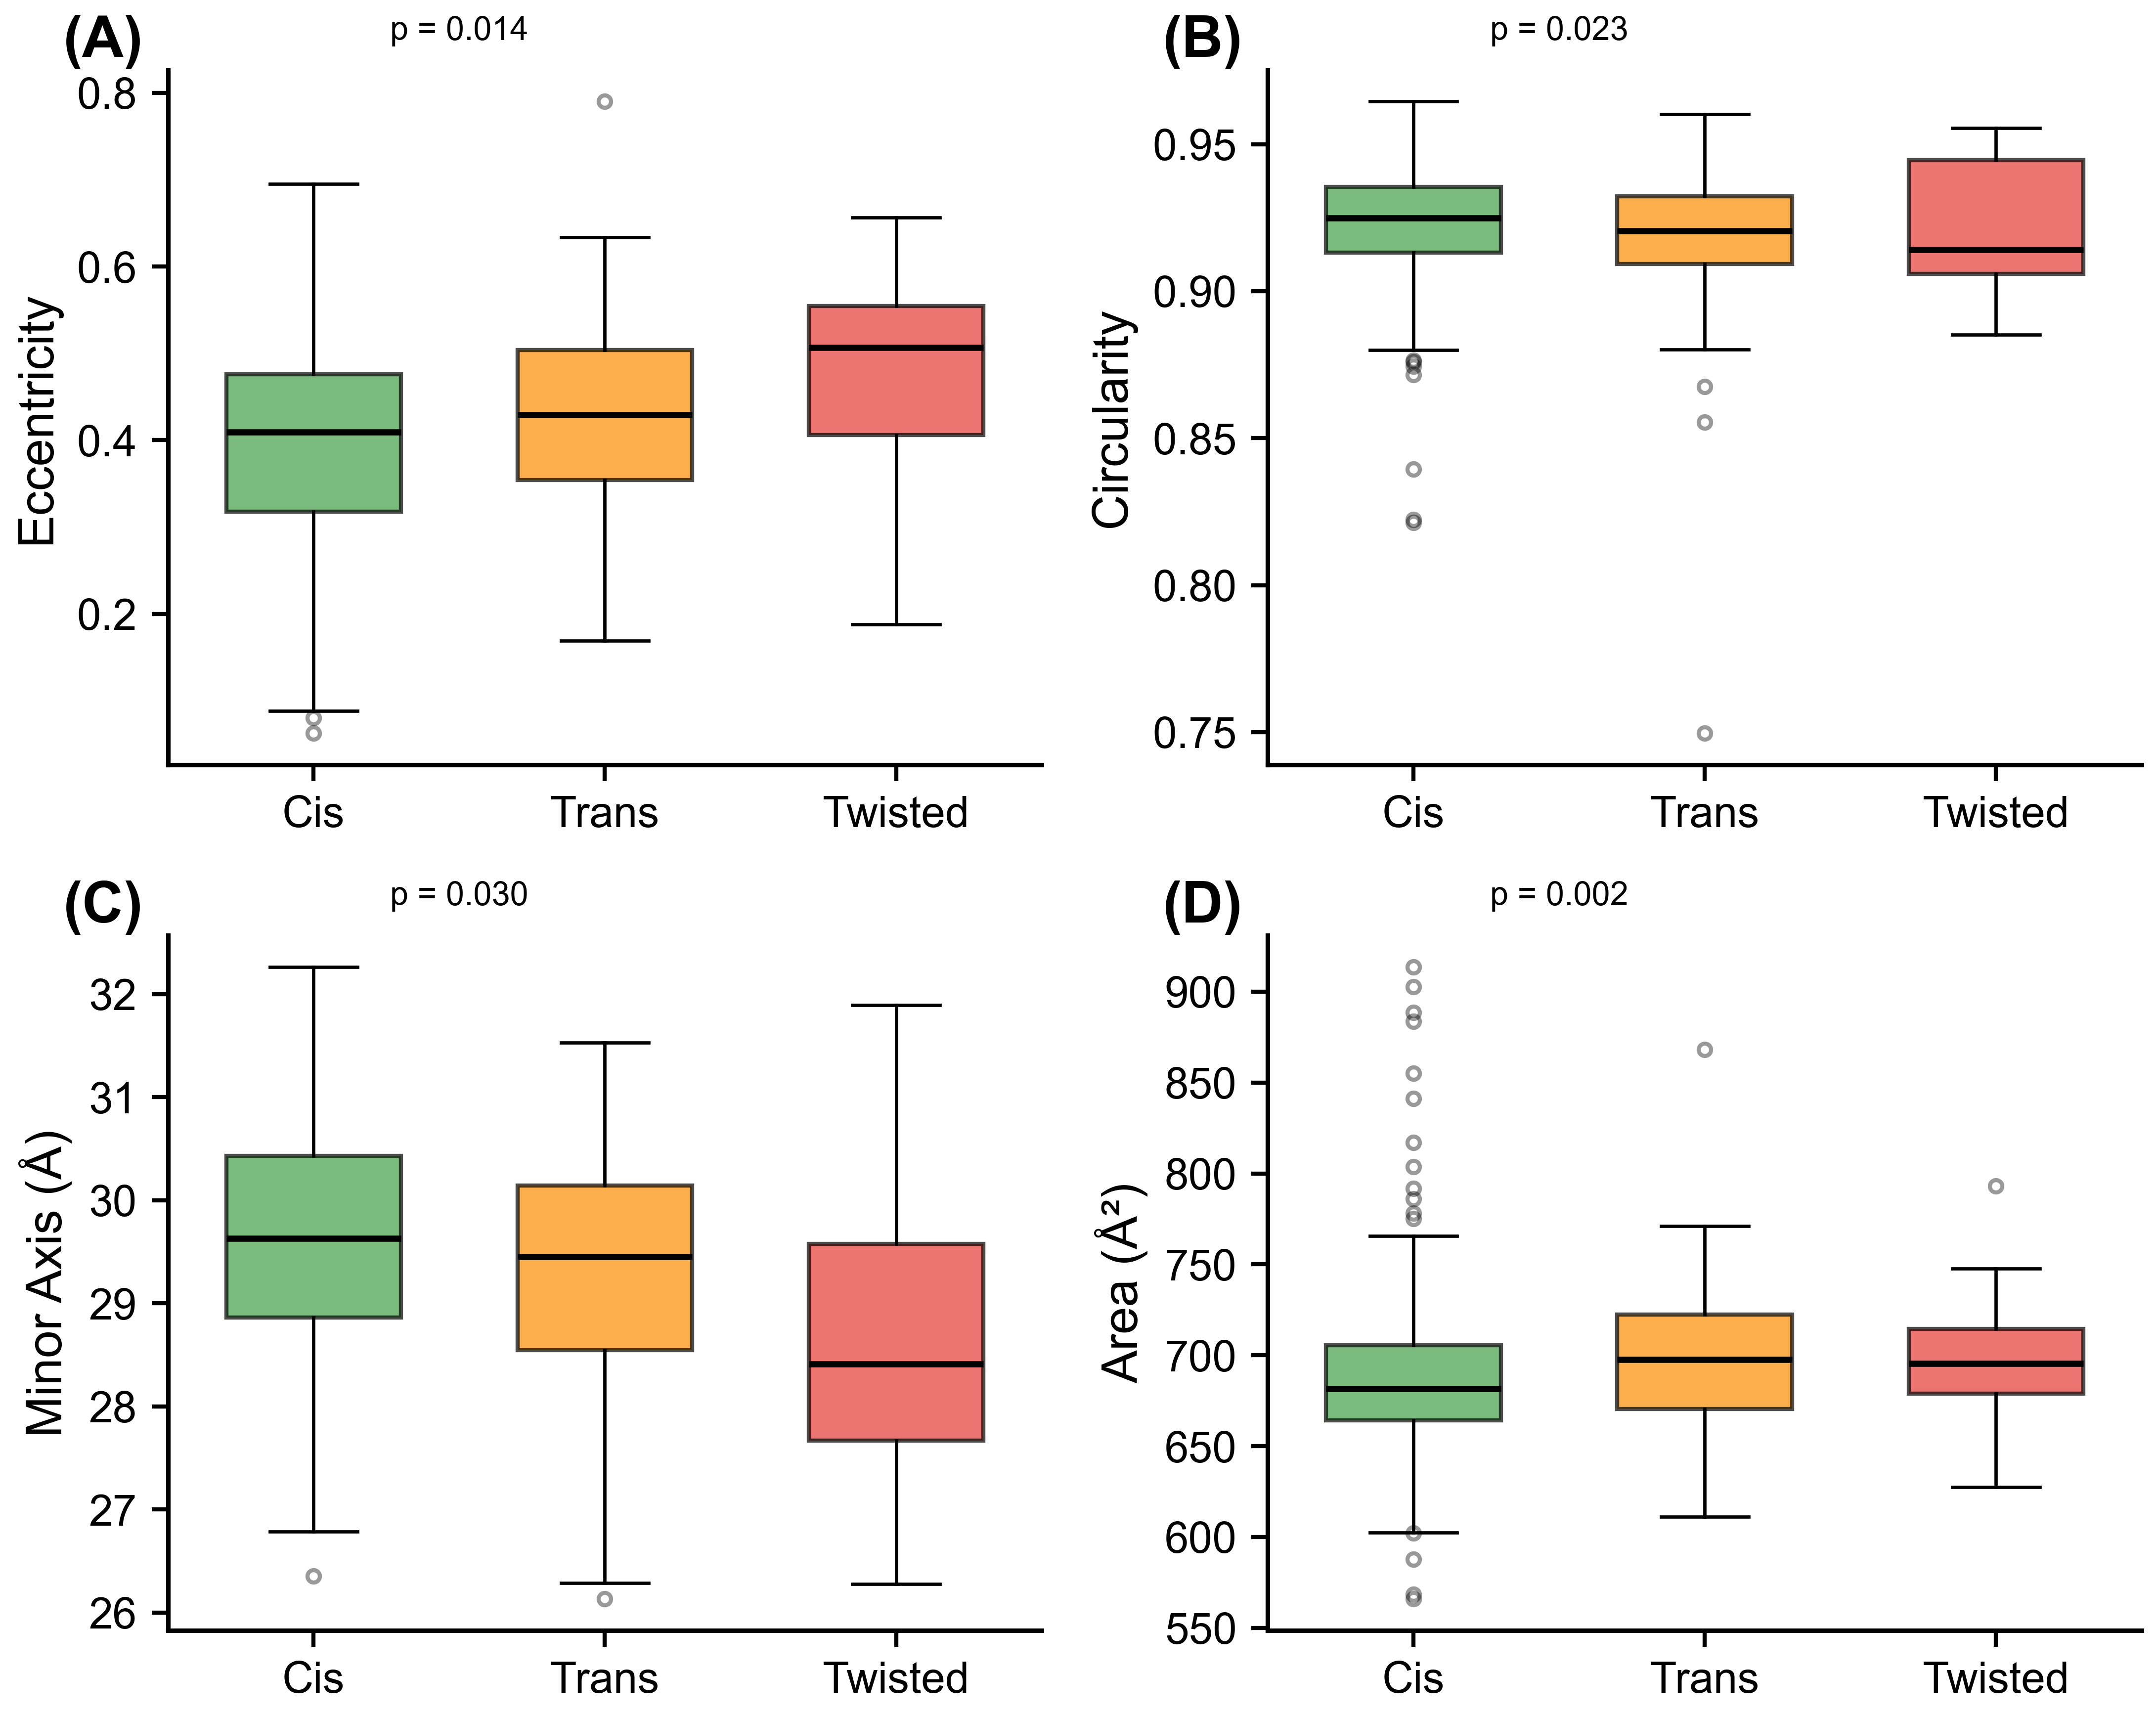 (A)
p = 0.014
Eccentricity
0.8
0.6
0.4
0.2
Cis
Trans
Twisted
(B)
p = 0.023
Circularity
0.95
0.90
0.85
0.80
0.75
Cis
Trans
Twisted
(C)
p = 0.030
Minor Axis (Å)
32
31
30
29
28
27
26
Cis
Trans
Twisted
(D)
p = 0.002
Area (Å²)
900
850
800
750
700
650
600
550
Cis
Trans
Twisted